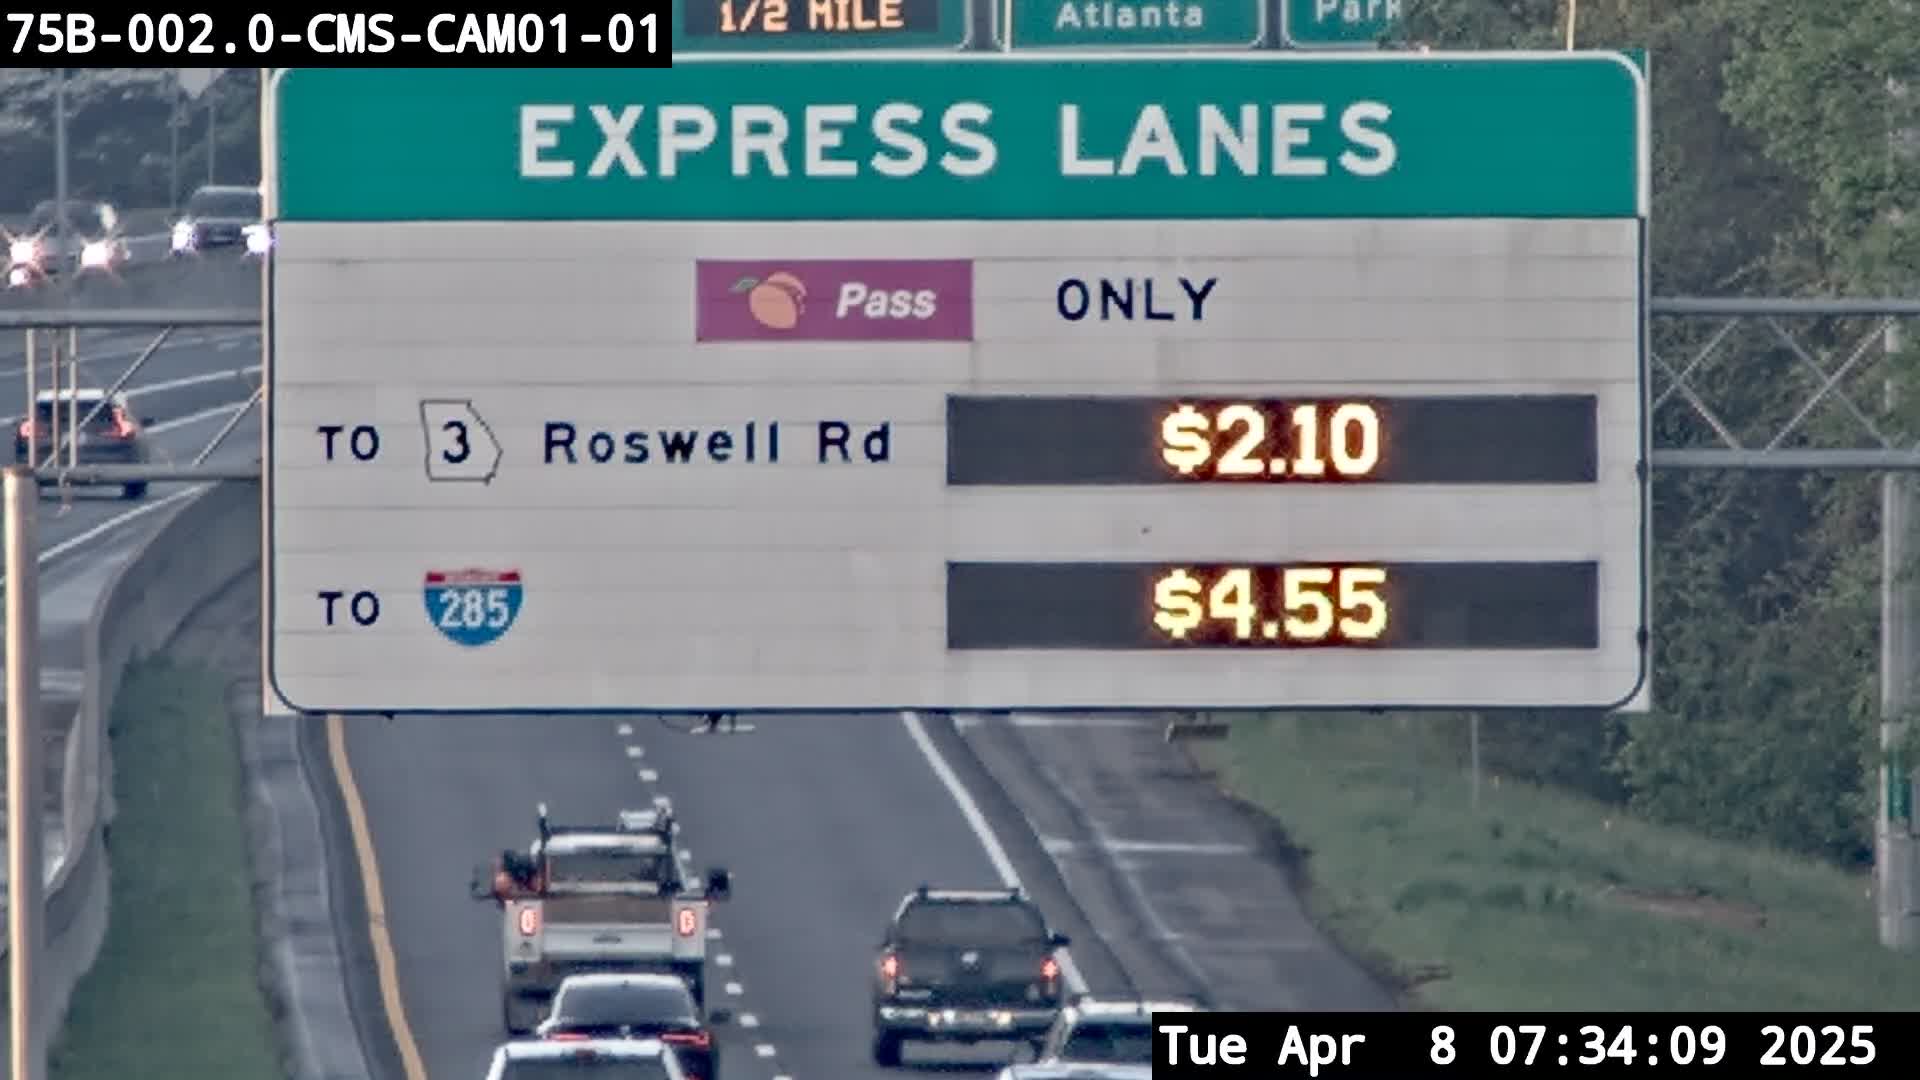 75B-002.0-CMS-CAM01-01
1/2 MILE
Atlanta
Park
EXPRESS LANES
Pass ONLY
TO 3 Roswell Rd $2.10
TO 285 $4.55
Tue Apr 8 07:34:09 2025